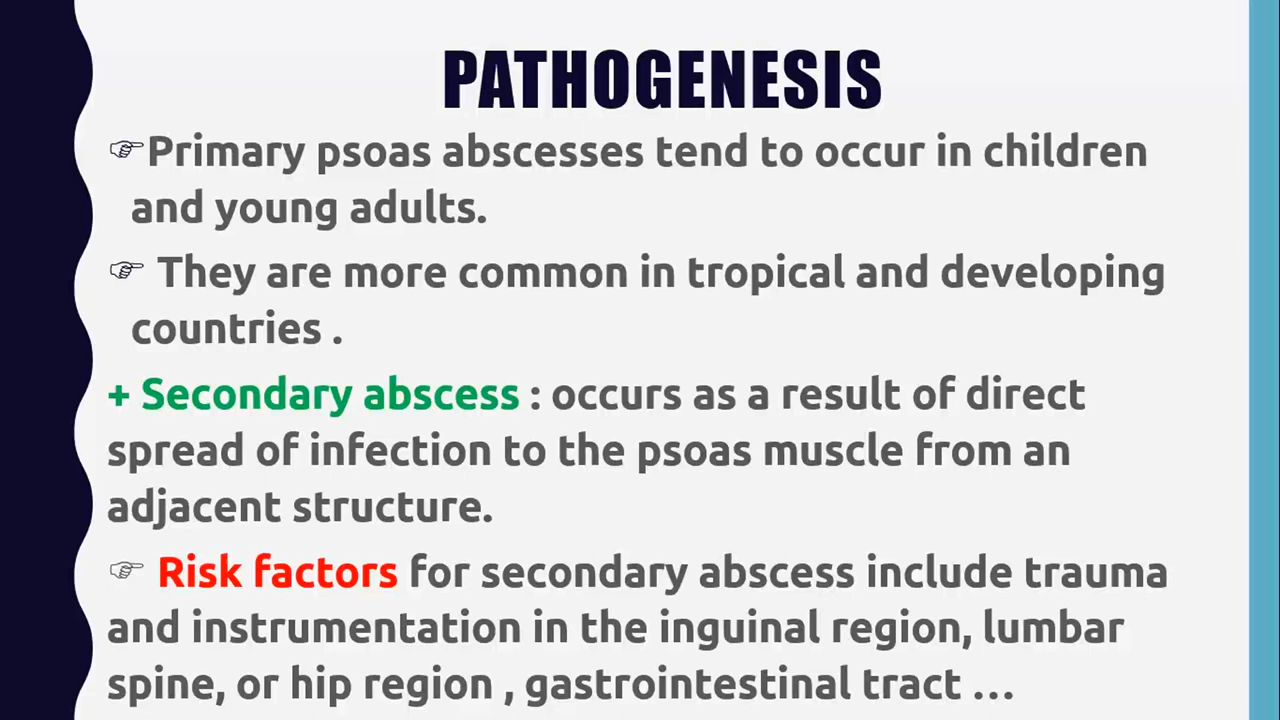 PATHOGENESIS
☞Primary psoas abscesses tend to occur in children
and young adults.
☞ They are more common in tropical and developing
countries .
+ Secondary abscess : occurs as a result of direct
spread of infection to the psoas muscle from an
adjacent structure.
☞ Risk factors for secondary abscess include trauma
and instrumentation in the inguinal region, lumbar
spine, or hip region , gastrointestinal tract ...